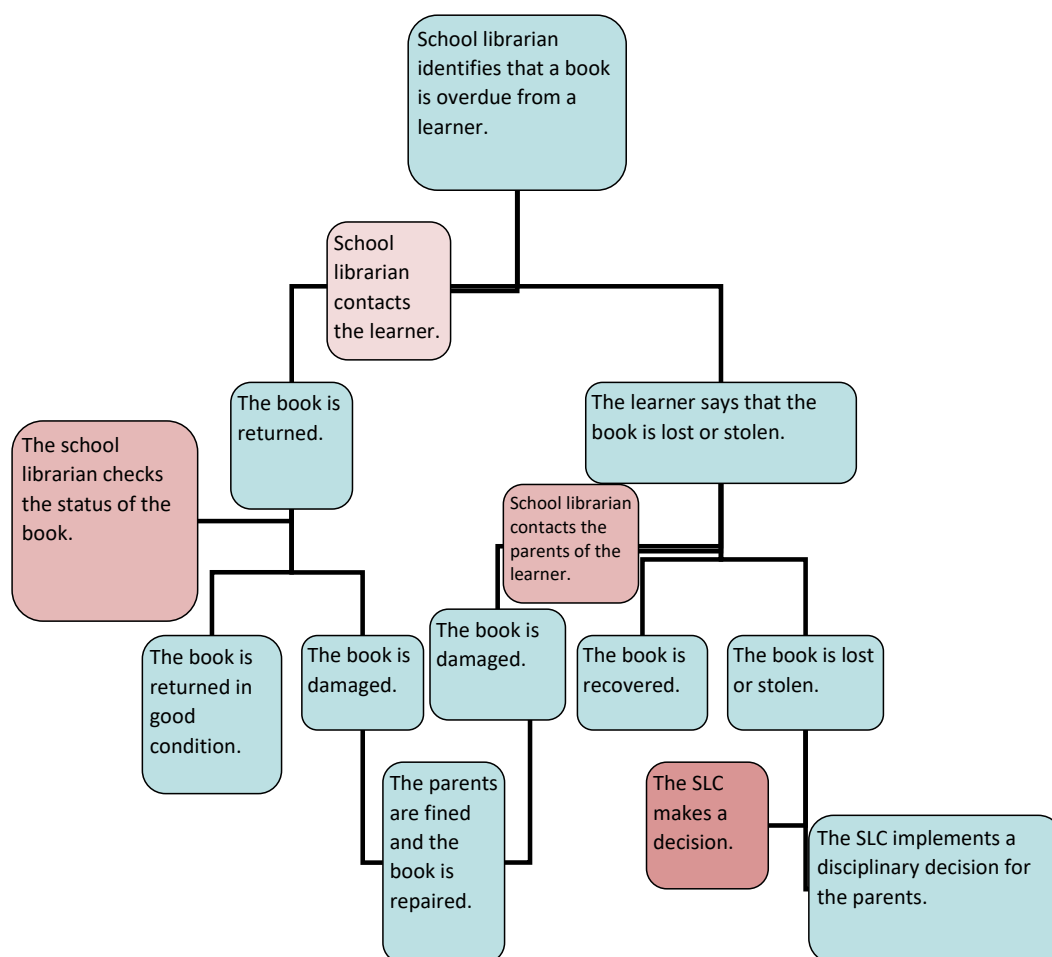 School librarian
identifies that a book
is overdue from a
learner.
School
librarian
contacts
the learner.
The book is
returned.
The learner says that the
book is lost or stolen.
The school
librarian checks
the status of the
book.
School librarian
contacts the
parents of the
learner.
The book is
returned in
good
condition.
The book is
damaged.
The book is
damaged.
The book is
recovered.
The book is lost
or stolen.
The parents
are fined
and the
book is
repaired.
The SLC
makes a
decision.
The SLC implements a
disciplinary decision for
the parents.